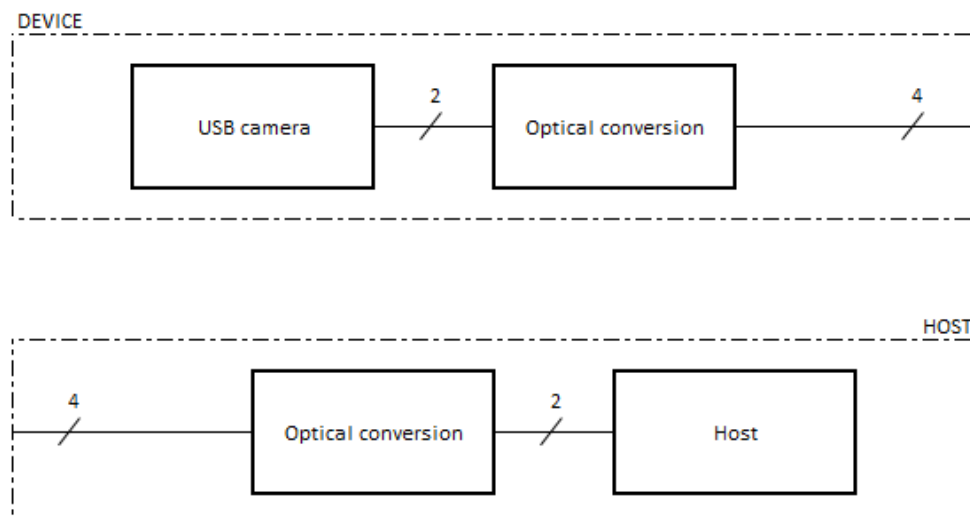 DEVICE
2
4
USB camera
Optical conversion
HOST
4
2
Optical conversion
Host